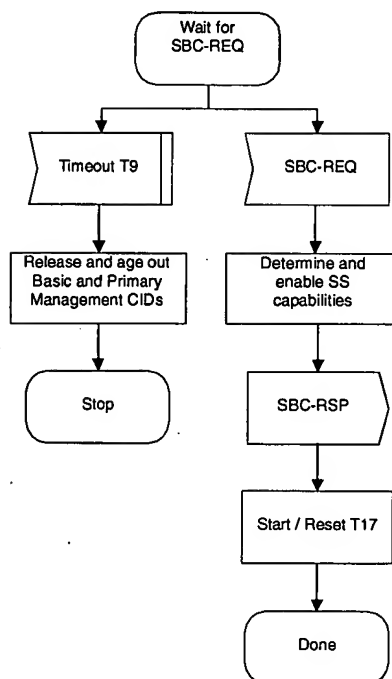 Wait for
SBC-REQ
Timeout T9
SBC-REQ
Release and age out
Basic and Primary
Management CIDs
Determine and
enable SS
capabilities
Stop
SBC-RSP
Start / Reset T17
Done